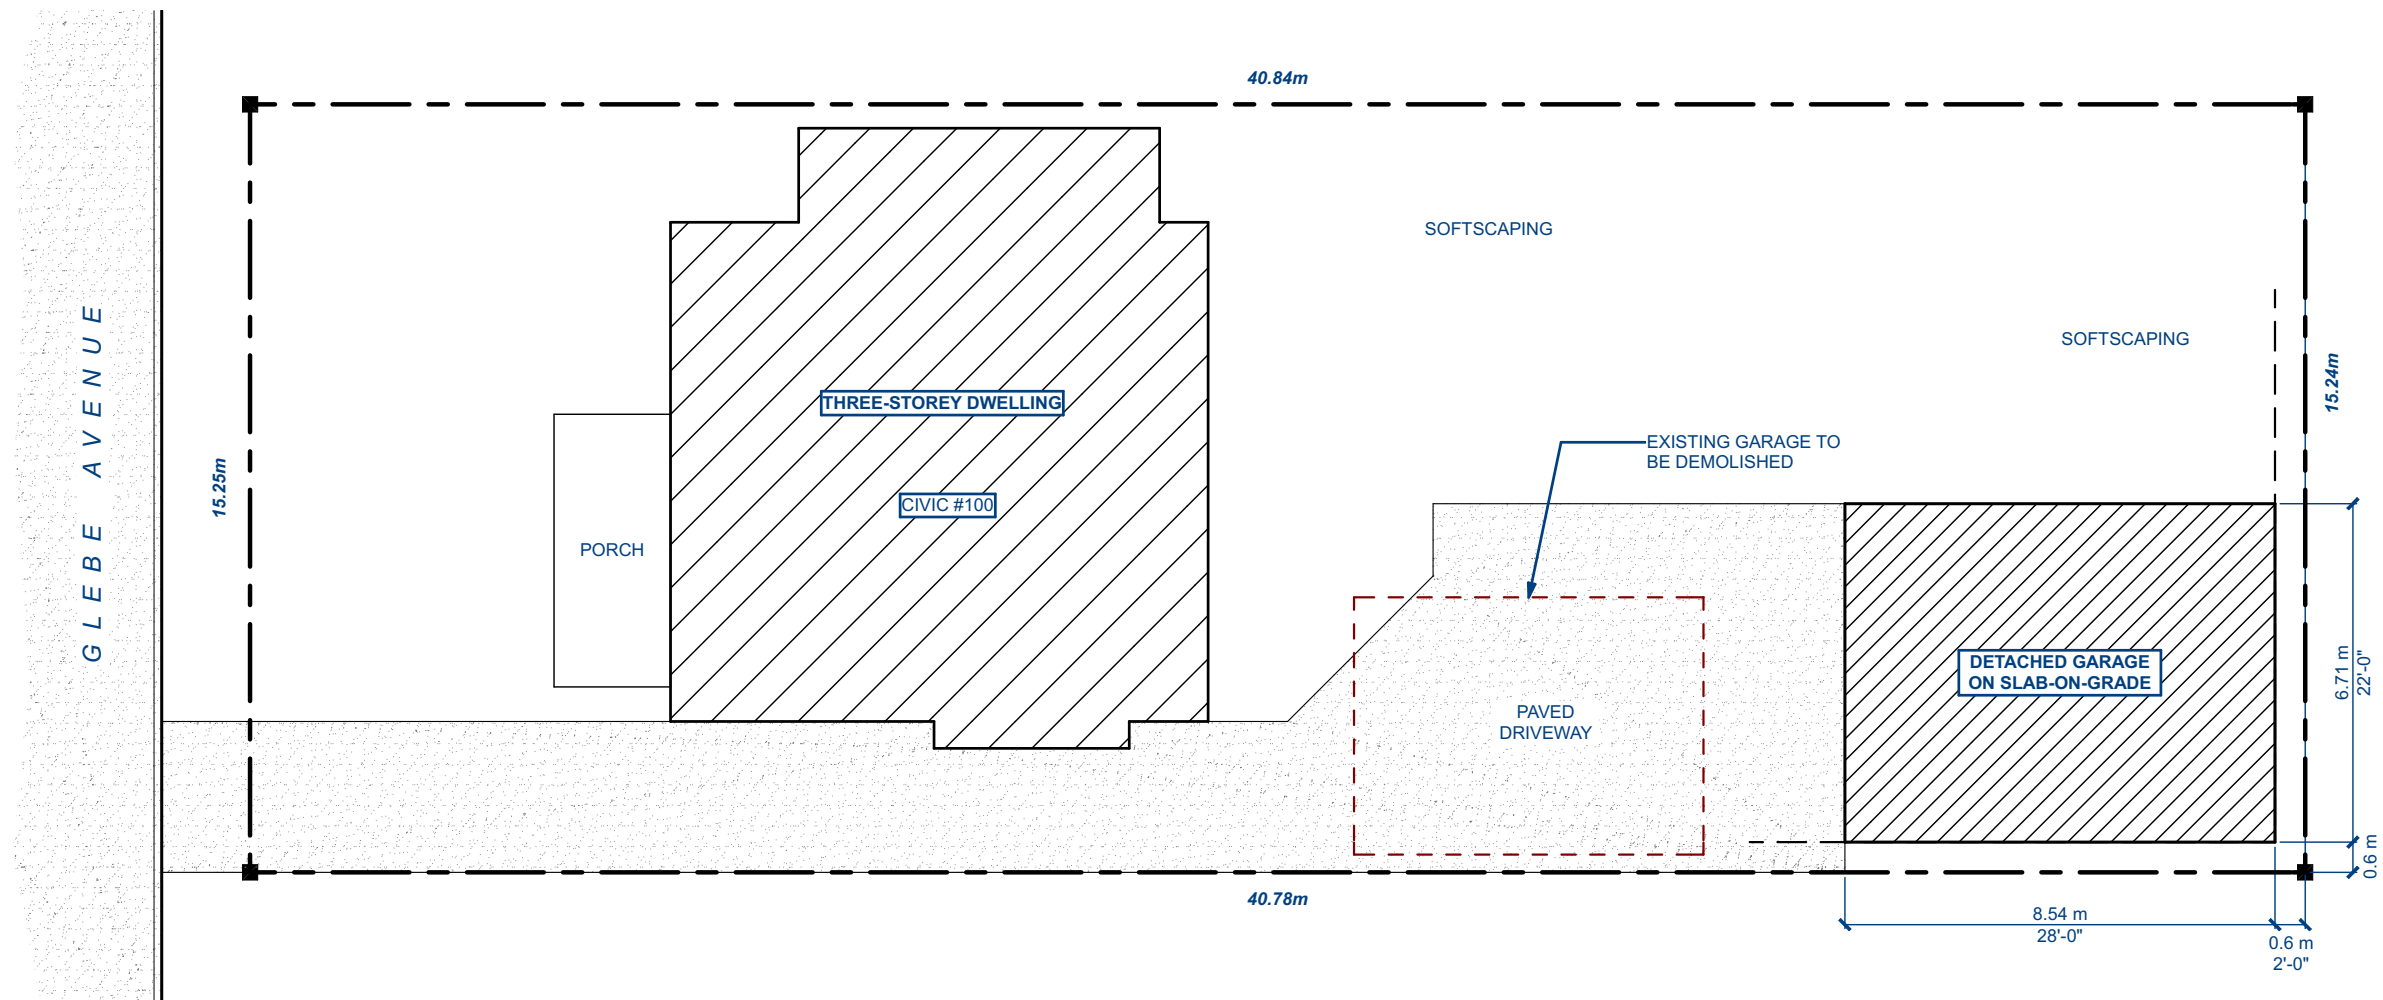 40.84m
SOFTSCAPING
SOFTSCAPING
GLEBE AVENUE
15.25m
15.24m
THREE-STOREY DWELLING
CIVIC #100
PORCH
EXISTING GARAGE TO
BE DEMOLISHED
DETACHED GARAGE
ON SLAB-ON-GRADE
PAVED
DRIVEWAY
6.71 m
22'-0"
0.6 m
40.78m
8.54 m
28'-0"
0.6 m
2'-0"